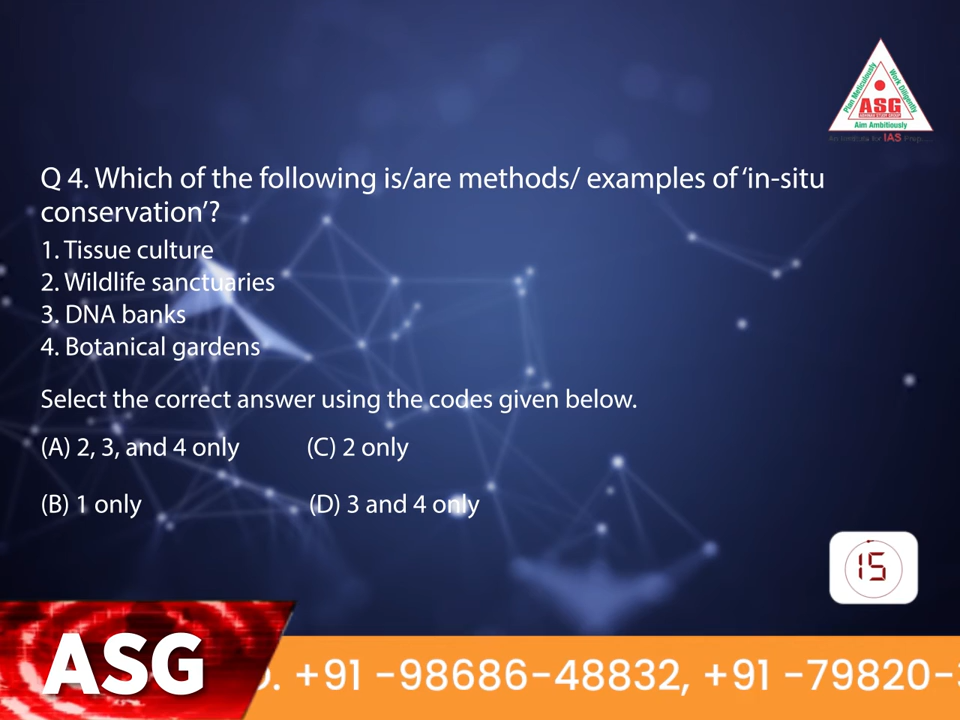 Plan Meticulously
Work Diligently
ASG
Aim Ambitiously
Q 4. Which of the following is/are methods/ examples of ‘in-situ
conservation’?
1. Tissue culture
2. Wildlife sanctuaries
3. DNA banks
4. Botanical gardens
Select the correct answer using the codes given below.
(A) 2, 3, and 4 only (C) 2 only
(B) 1 only (D) 3 and 4 only
15
ASG
. +91 -98686-48832, +91 -79820-